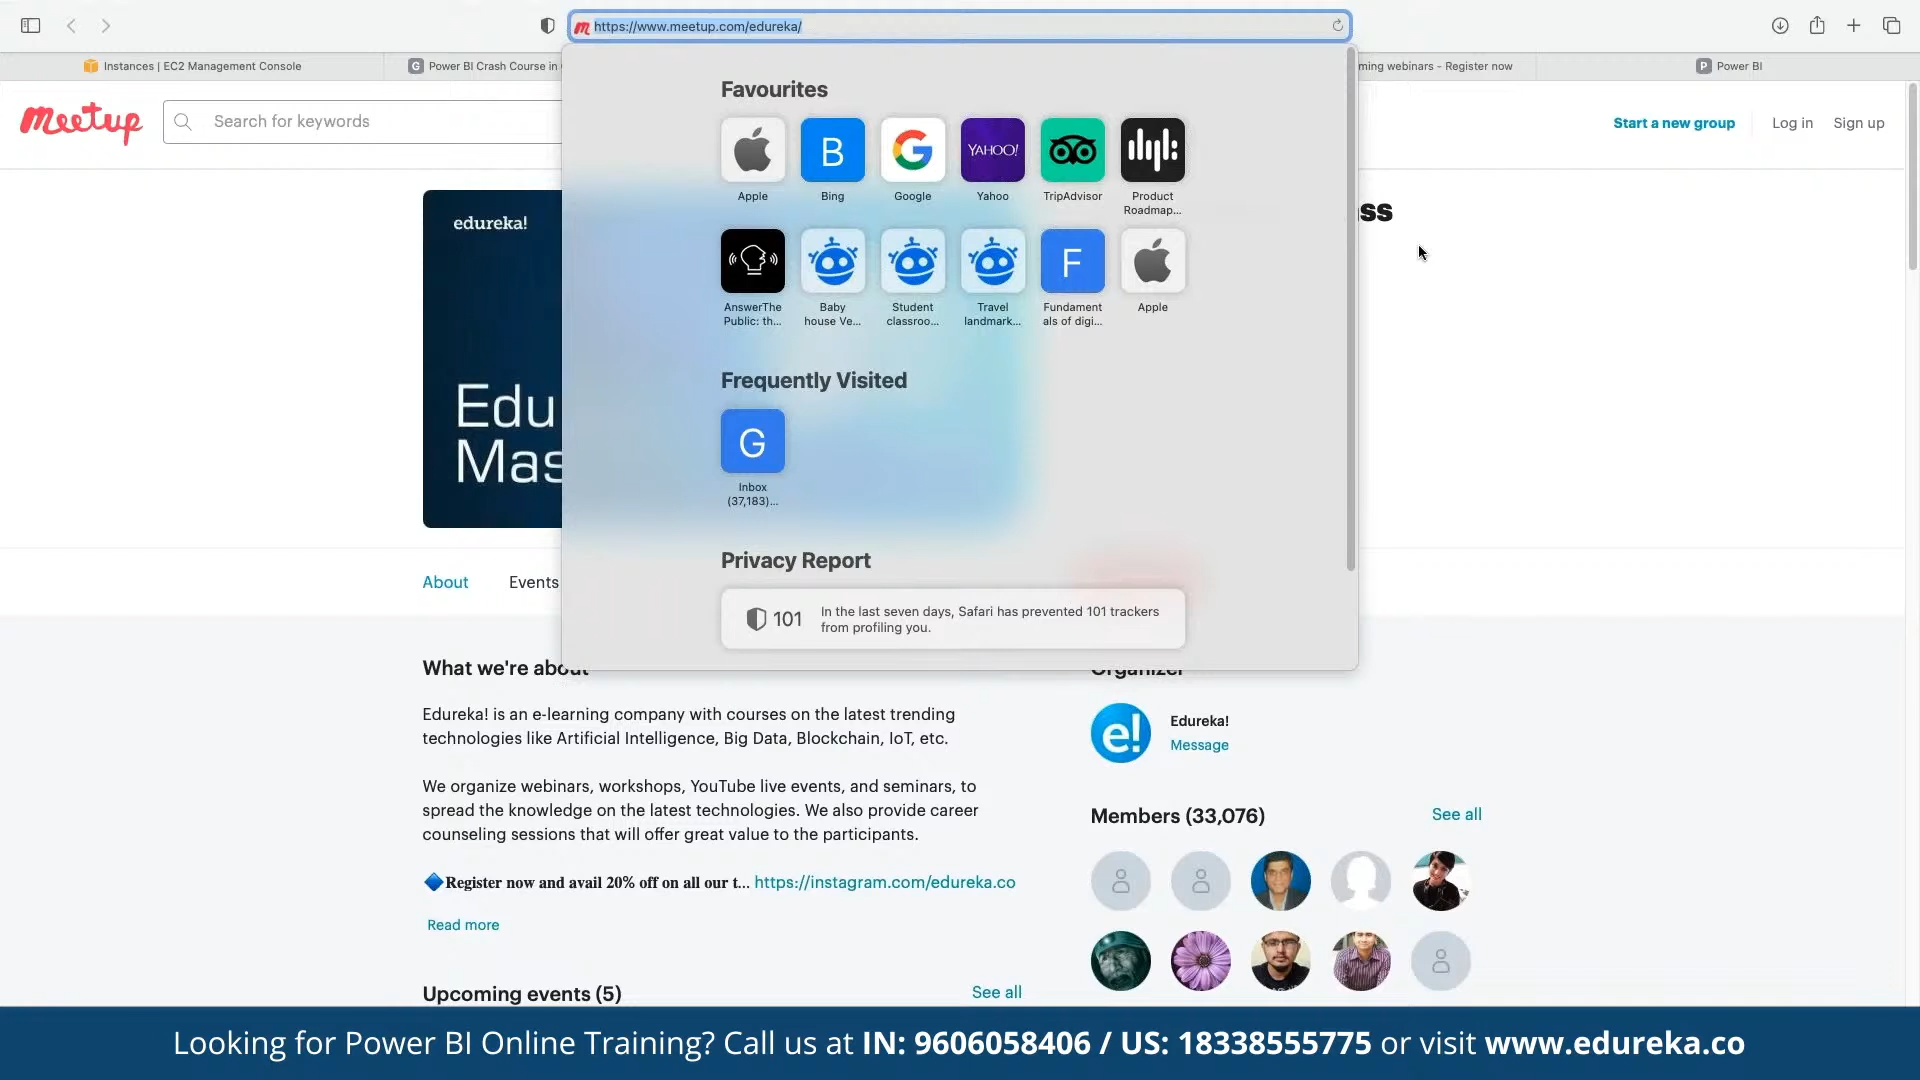 https://www.meetup.com/edureka/
Instances | EC2 Management Console
Power BI Crash Course in
ming webinars - Register now
Power BI
Meetup
Search for keywords
Start a new group
Log in
Sign up
Favourites
Apple
Bing
Google
YAHOO!
Yahoo
TripAdvisor
Product
Roadmap...
AnswerThe
Public: th...
Baby
house Ve...
Student
classroo...
Travel
landmark...
Fundament
als of digi...
Apple
B
F
ss
edureka!
Edu
Mas
Frequently Visited
G
Inbox
(37,183)...
Privacy Report
101
In the last seven days, Safari has prevented 101 trackers
from profiling you.
About
Events
What we're about
Edureka! is an e-learning company with courses on the latest trending
technologies like Artificial Intelligence, Big Data, Blockchain, IoT, etc.
We organize webinars, workshops, YouTube live events, and seminars, to
spread the knowledge on the latest technologies. We also provide career
counseling sessions that will offer great value to the participants.
🔷Register now and avail 20% off on all our t... https://instagram.com/edureka.co
Read more
Upcoming events (5)
See all
Organizer
e!
Edureka!
Message
Members (33,076)
See all
Looking for Power BI Online Training? Call us at IN: 9606058406 / US: 18338555775 or visit www.edureka.co